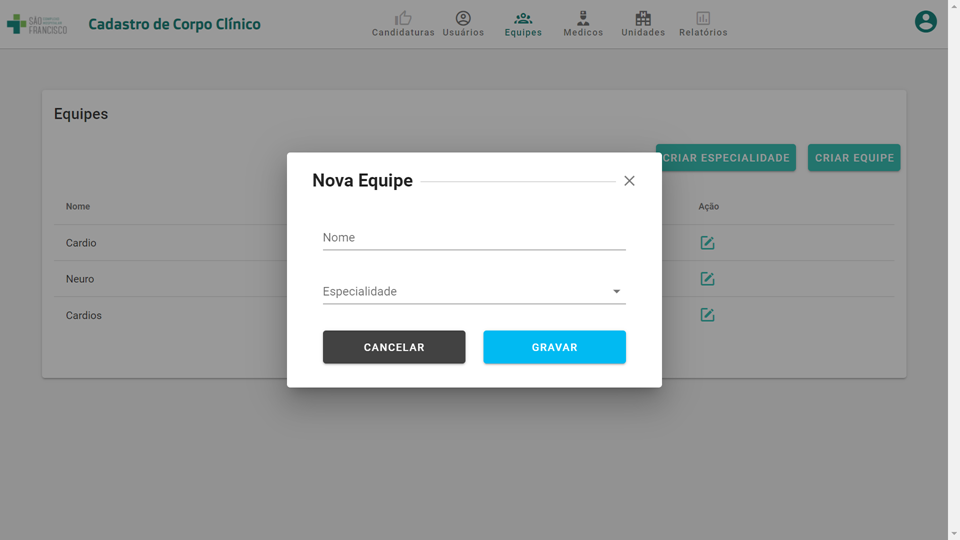 SÃO FRANCISCO
Cadastro de Corpo Clínico
Candidaturas Usuários Equipes Medicos Unidades Relatórios
Equipes
CRIAR ESPECIALIDADE CRIAR EQUIPE
Nova Equipe
Nome Ação
Nome
Cardio
Neuro
Especialidade
Cardios
CANCELAR GRAVAR